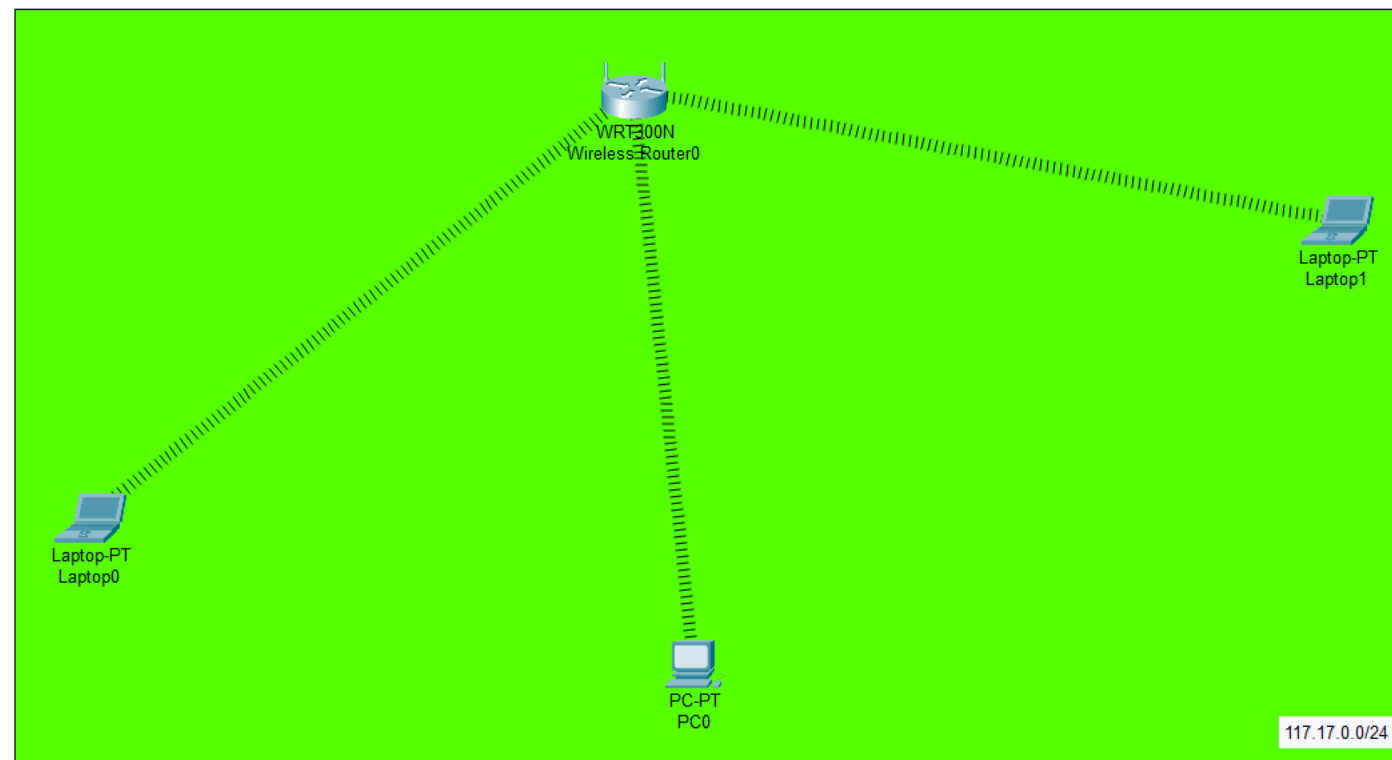 WRT300N
Wireless Router0
Laptop-PT
Laptop1
Laptop-PT
Laptop0
PC-PT
PC0
117.17.0.0/24